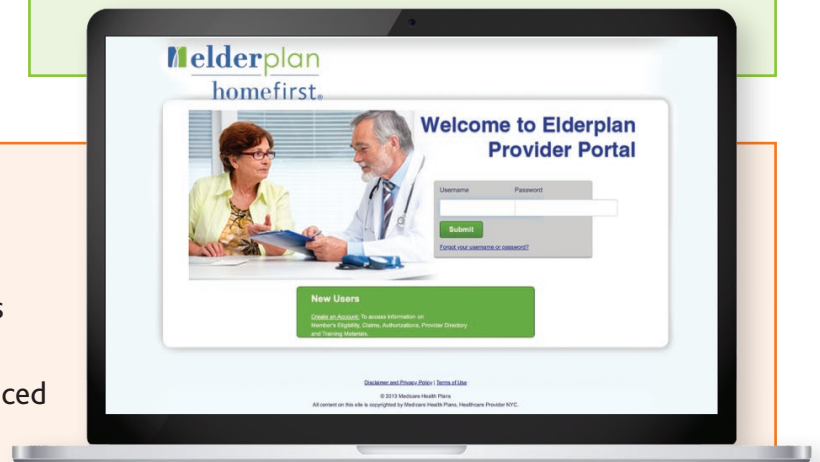 elderplan
homefirst®
Welcome to Elderplan
Provider Portal
Username Password
Submit
Forgot your username or password?
New Users
Create an Account: To access information on
Member's Eligibility, Claims, Authorizations, Provider Directory
and Training Materials.
s
ced
Disclaimer and Privacy Policy | Terms of Use
© 2013 Medicare Health Plans
All content on this site is copyrighted by Medicare Health Plans, Healthcare Provider NYC.